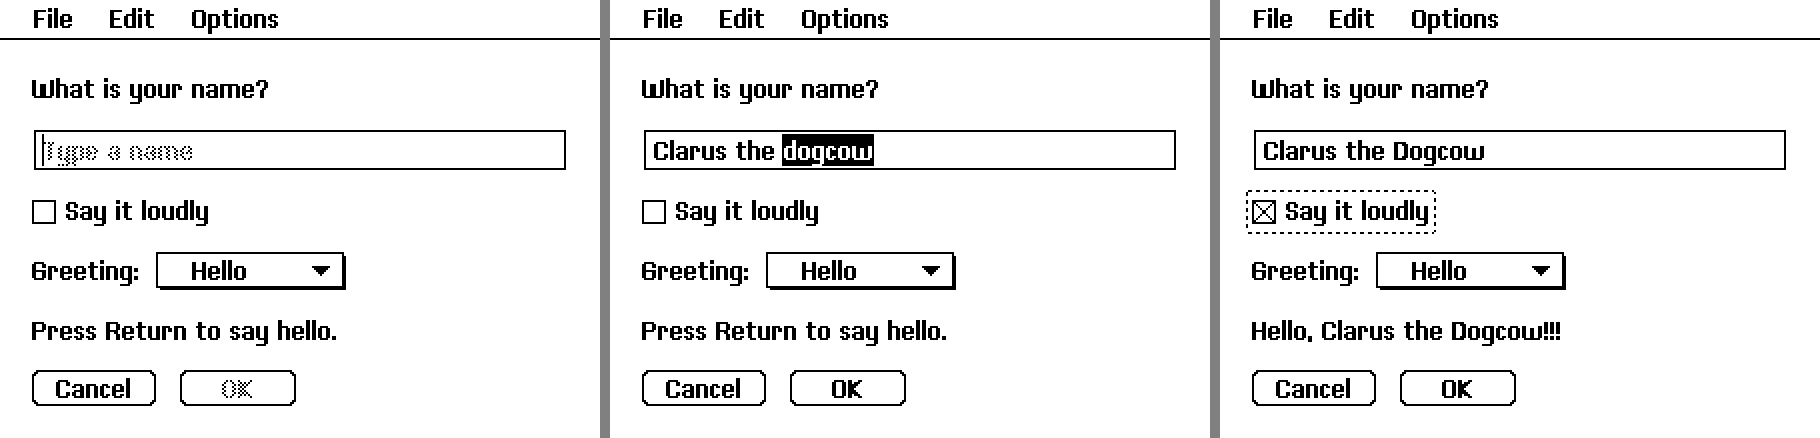 File Edit Options
What is your name?
Type a name
Say it loudly
Greeting: Hello
Press Return to say hello.
Cancel OK
File Edit Options
What is your name?
Clarus the dogcow
Say it loudly
Greeting: Hello
Press Return to say hello.
Cancel OK
File Edit Options
What is your name?
Clarus the Dogcow
Say it loudly
Greeting: Hello
Hello, Clarus the Dogcow!!!
Cancel OK